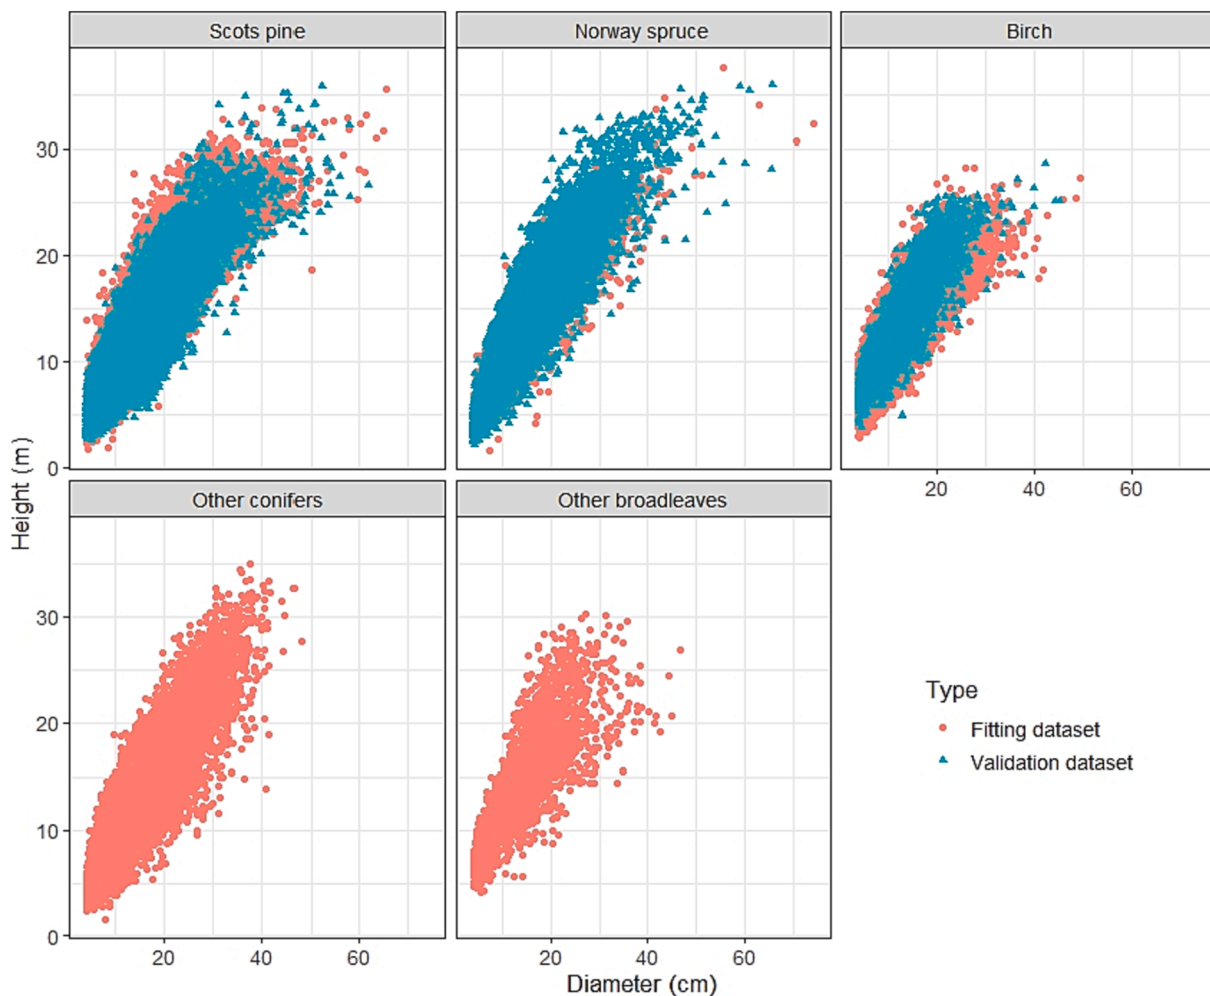 Scots pine
Norway spruce
Birch
30
20
10
0
20
40
60
Other conifers
Other broadleaves
30
20
10
0
20
40
60
20
40
60
Height (m)
Diameter (cm)
Type
Fitting dataset
Validation dataset